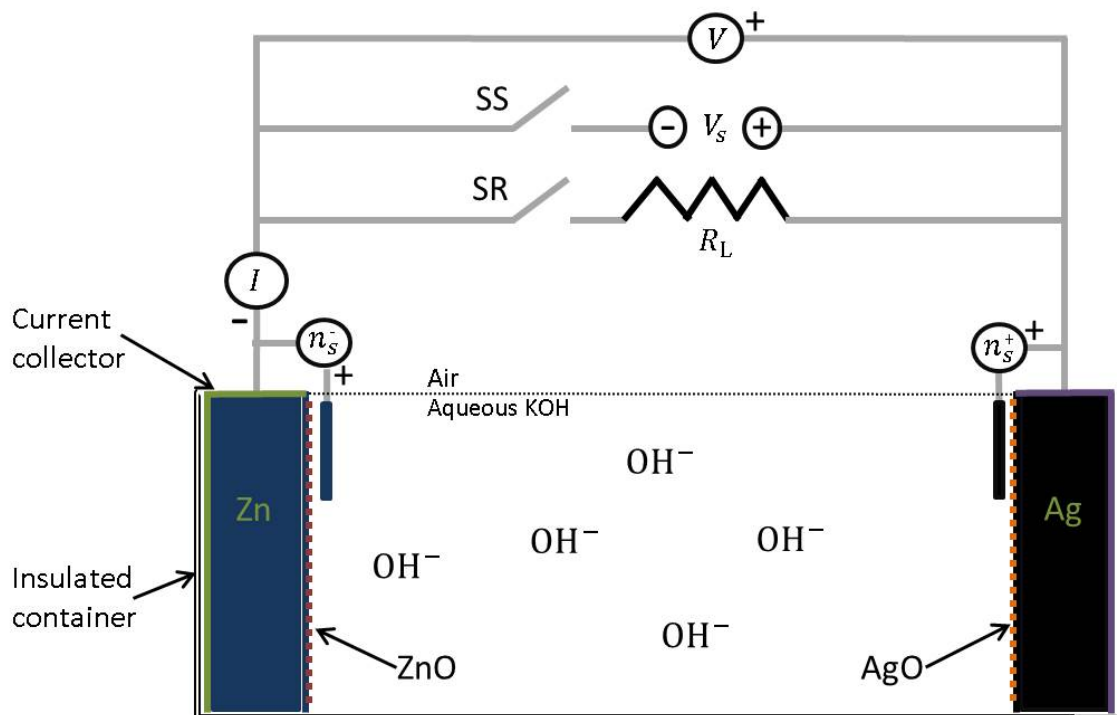 V +
SS
- V_s +
SR
R_L
I
-
n_s^-
+
n_s^+
+
Current
collector
Air
Aqueous KOH
OH⁻
Zn
Ag
OH⁻
OH⁻
OH⁻
Insulated
container
OH⁻
ZnO
AgO